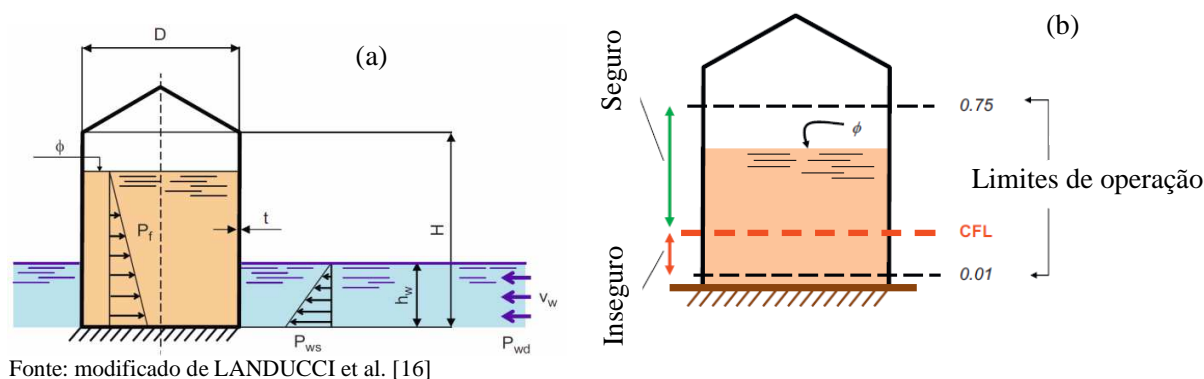 D
(a)
ϕ
P_f
t
H
h_w
v_w
P_ws
P_wd
Fonte: modificado de LANDUCCI et al. [16]
(b)
Seguro
Inseguro
0.75
ϕ
Limites de operação
CFL
0.01